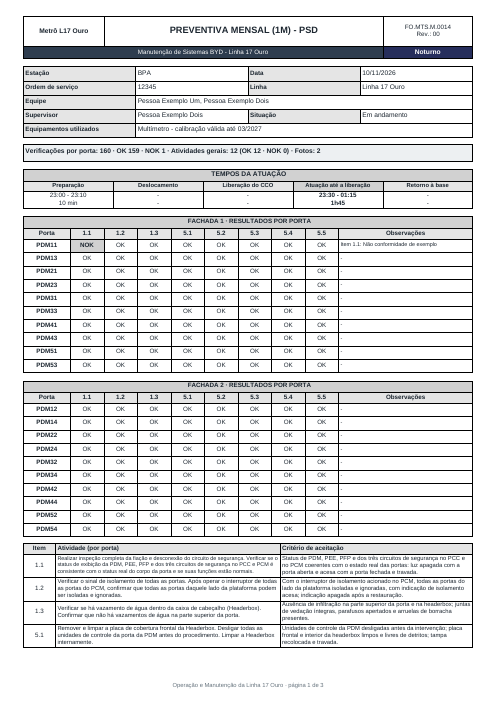 Metrô L17 Ouro
PREVENTIVA MENSAL (1M) - PSD
FO.MTS.M.0014
Rev.: 00
Manutenção de Sistemas BYD - Linha 17 Ouro
Noturno
Estação BPA Data 10/11/2026
Ordem de serviço 12345 Linha Linha 17 Ouro
Equipe Pessoa Exemplo Um, Pessoa Exemplo Dois
Supervisor Pessoa Exemplo Dois Situação Em andamento
Equipamentos utilizados Multímetro - calibração válida até 03/2027
Verificações por porta: 160 · OK 159 · NOK 1 · Atividades gerais: 12 (OK 12 · NOK 0) · Fotos: 2
TEMPOS DA ATUAÇÃO
Preparação Deslocamento Liberação do CCO Atuação até a liberação Retorno à base
23:00 - 23:10 - - 23:30 - 01:15 -
10 min - - 1h45 -
FACHADA 1 · RESULTADOS POR PORTA
Porta 1.1 1.2 1.3 5.1 5.2 5.3 5.4 5.5 Observações
PDM11 NOK OK OK OK OK OK OK OK Item 1.1: Não conformidade de exemplo
PDM13 OK OK OK OK OK OK OK OK -
PDM21 OK OK OK OK OK OK OK OK -
PDM23 OK OK OK OK OK OK OK OK -
PDM31 OK OK OK OK OK OK OK OK -
PDM33 OK OK OK OK OK OK OK OK -
PDM41 OK OK OK OK OK OK OK OK -
PDM43 OK OK OK OK OK OK OK OK -
PDM51 OK OK OK OK OK OK OK OK -
PDM53 OK OK OK OK OK OK OK OK -
FACHADA 2 · RESULTADOS POR PORTA
Porta 1.1 1.2 1.3 5.1 5.2 5.3 5.4 5.5 Observações
PDM12 OK OK OK OK OK OK OK OK -
PDM14 OK OK OK OK OK OK OK OK -
PDM22 OK OK OK OK OK OK OK OK -
PDM24 OK OK OK OK OK OK OK OK -
PDM32 OK OK OK OK OK OK OK OK -
PDM34 OK OK OK OK OK OK OK OK -
PDM42 OK OK OK OK OK OK OK OK -
PDM44 OK OK OK OK OK OK OK OK -
PDM52 OK OK OK OK OK OK OK OK -
PDM54 OK OK OK OK OK OK OK OK -
Item Atividade (por porta) Critério de aceitação
1.1
Realizar inspeção completa da fiação e desconexão do circuito de segurança. Verificar se o
status de exibição da PDM, PEE, PFP e dos três circuitos de segurança no PCC e PCM é
consistente com o status real do corpo da porta e se suas funções estão normais.
Status de PDM, PEE, PFP e dos três circuitos de segurança no PCC e
no PCM coerentes com o estado real das portas: luz apagada com a
porta aberta e acesa com a porta fechada e travada.
1.2
Verificar o sinal de isolamento de todas as portas. Após operar o interruptor de todas
as portas do PCM, confirmar que todas as portas daquele lado da plataforma podem
ser isoladas e ignoradas.
Com o interruptor de isolamento acionado no PCM, todas as portas do
lado da plataforma isoladas e ignoradas, com indicação de isolamento
acesa; indicação apagada após a restauração.
1.3
Verificar se há vazamento de água dentro da caixa de cabeçalho (Headerbox).
Confirmar que não há vazamentos de água na parte superior da porta.
Ausência de infiltração na parte superior da porta e na headerbox; juntas
de vedação íntegras, parafusos apertados e arruelas de borracha
presentes.
5.1
Remover e limpar a placa de cobertura frontal da Headerbox. Desligar todas as
unidades de controle da porta da PDM antes do procedimento. Limpar a Headerbox
internamente.
Unidades de controle da PDM desligadas antes da intervenção; placa
frontal e interior da headerbox limpos e livres de detritos; tampa
recolocada e travada.
Operação e Manutenção da Linha 17 Ouro - página 1 de 3